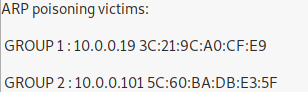 ARP poisoning victims:
GROUP 1 : 10.0.0.19 3C:21:9C:A0:CF:E9
GROUP 2 : 10.0.0.101 5C:60:BA:DB:E3:5F